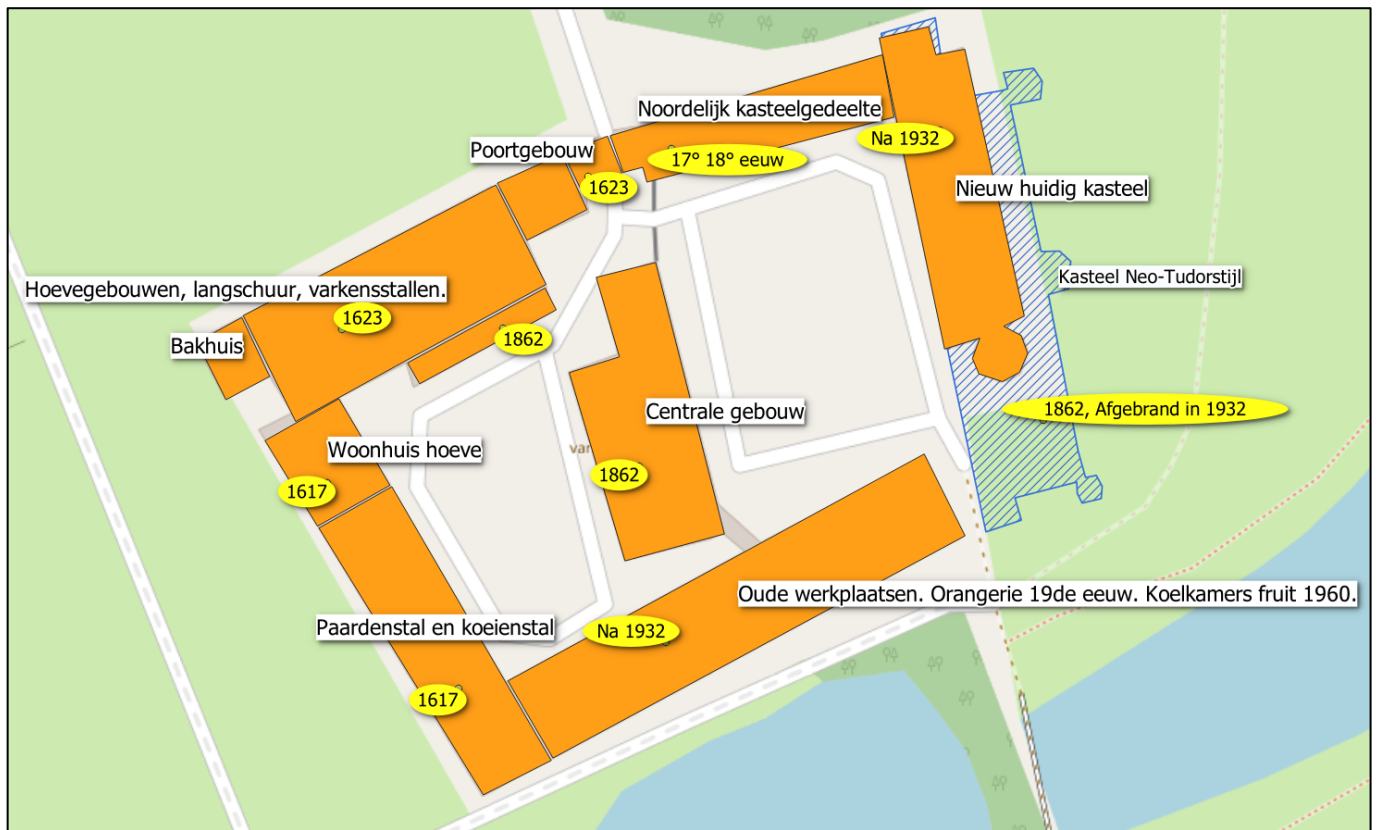 Noordelijk kasteelgedeelte
Na 1932
Poortgebouw
17° 18° eeuw
1623
Nieuw huidig kasteel
Kasteel Neo-Tudorstijl
Hoevegebouwen, langschuur, varkensstallen.
1623
1862
Bakhuis
Centrale gebouw
1862, Afgebrand in 1932
Woonhuis hoeve
1862
1617
Oude werkplaatsen. Orangerie 19de eeuw. Koelkamers fruit 1960.
Paardenstal en koeienstal
Na 1932
1617